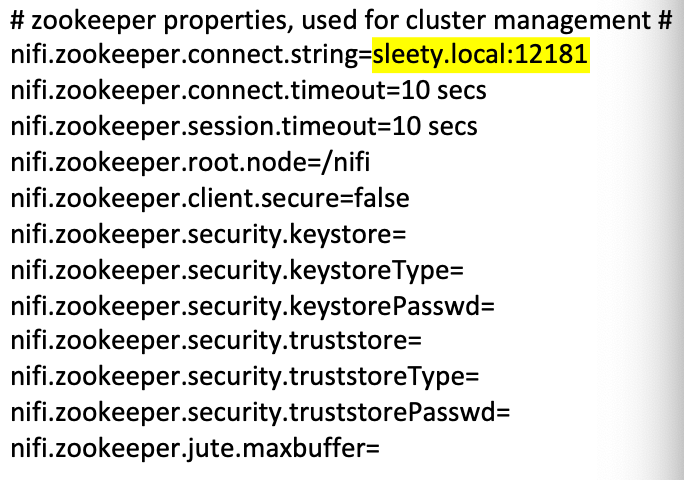 # zookeeper properties, used for cluster management #
nifi.zookeeper.connect.string=sleety.local:12181
nifi.zookeeper.connect.timeout=10 secs
nifi.zookeeper.session.timeout=10 secs
nifi.zookeeper.root.node=/nifi
nifi.zookeeper.client.secure=false
nifi.zookeeper.security.keystore=
nifi.zookeeper.security.keystoreType=
nifi.zookeeper.security.keystorePasswd=
nifi.zookeeper.security.truststore=
nifi.zookeeper.security.truststoreType=
nifi.zookeeper.security.truststorePasswd=
nifi.zookeeper.jute.maxbuffer=